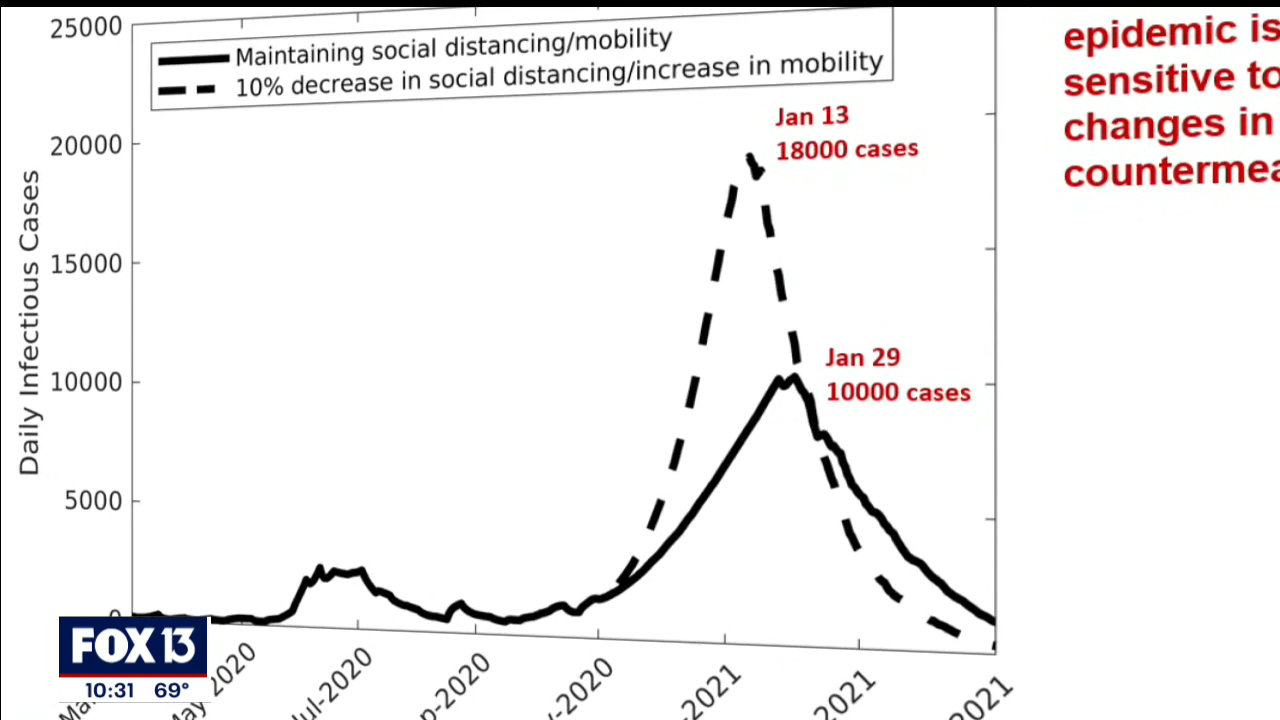 25000
20000
15000
10000
5000
0
Daily Infectious Cases
Maintaining social distancing/mobility
10% decrease in social distancing/increase in mobility
Jan 13
18000 cases
Jan 29
10000 cases
epidemic is
sensitive to
changes in
2020
-2020
-2020
-2020
-2021
2021
2021
FOX 13
10:31 69°